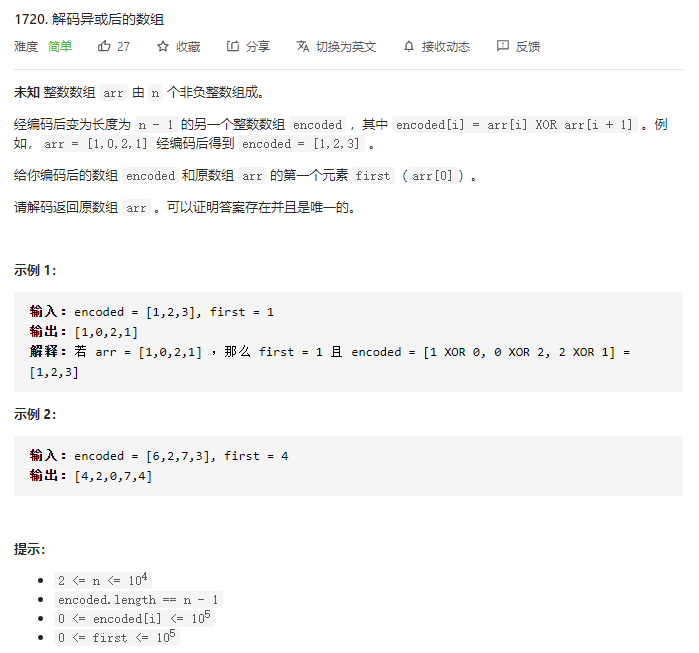 1720. 解码异或后的数组
难度 简单 27 收藏 分享 切换为英文 接收动态 反馈
未知 整数数组 arr 由 n 个非负整数组成。
经编码后变为长度为 n - 1 的另一个整数数组 encoded ，其中 encoded[i] = arr[i] XOR arr[i + 1] 。例
如，arr = [1,0,2,1] 经编码后得到 encoded = [1,2,3] 。
给你编码后的数组 encoded 和原数组 arr 的第一个元素 first （arr[0]）。
请解码返回原数组 arr 。可以证明答案存在并且是唯一的。
示例 1：
输入：encoded = [1,2,3], first = 1
输出：[1,0,2,1]
解释：若 arr = [1,0,2,1] ，那么 first = 1 且 encoded = [1 XOR 0, 0 XOR 2, 2 XOR 1] =
[1,2,3]
示例 2：
输入：encoded = [6,2,7,3], first = 4
输出：[4,2,0,7,4]
提示：
2 <= n <= 10⁴
encoded.length == n - 1
0 <= encoded[i] <= 10⁵
0 <= first <= 10⁵